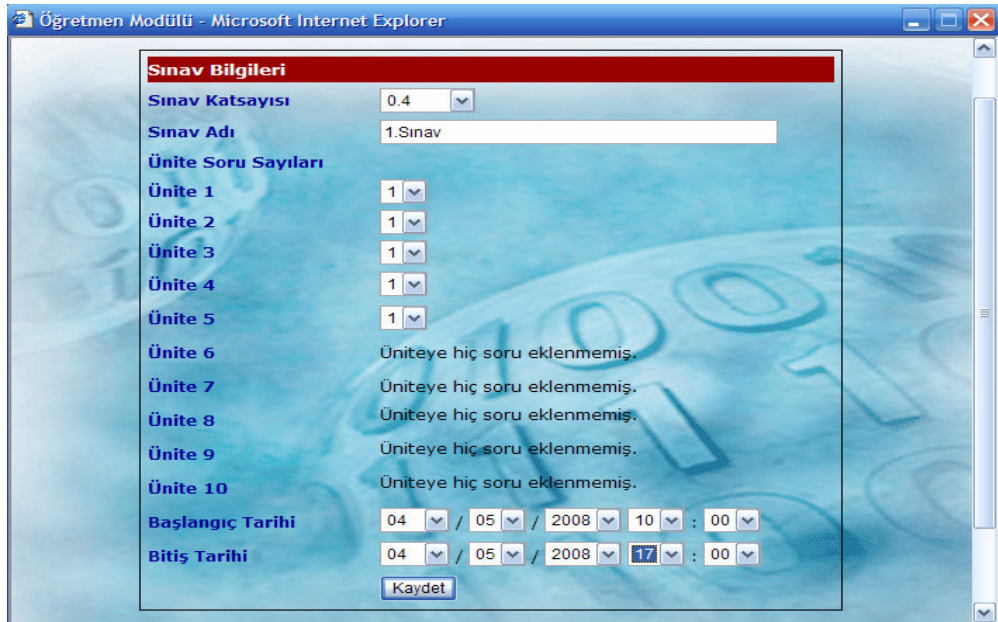 Öğretmen Modülü - Microsoft Internet Explorer
Sınav Bilgileri
Sınav Katsayısı 0.4
Sınav Adı 1.Sınav
Ünite Soru Sayıları
Ünite 1 1
Ünite 2 1
Ünite 3 1
Ünite 4 1
Ünite 5 1
Ünite 6 Üniteye hiç soru eklenmemiş.
Ünite 7 Üniteye hiç soru eklenmemiş.
Ünite 8 Üniteye hiç soru eklenmemiş.
Ünite 9 Üniteye hiç soru eklenmemiş.
Ünite 10 Üniteye hiç soru eklenmemiş.
Başlangıç Tarihi 04 / 05 / 2008 10 : 00
Bitiş Tarihi 04 / 05 / 2008 17 : 00
Kaydet